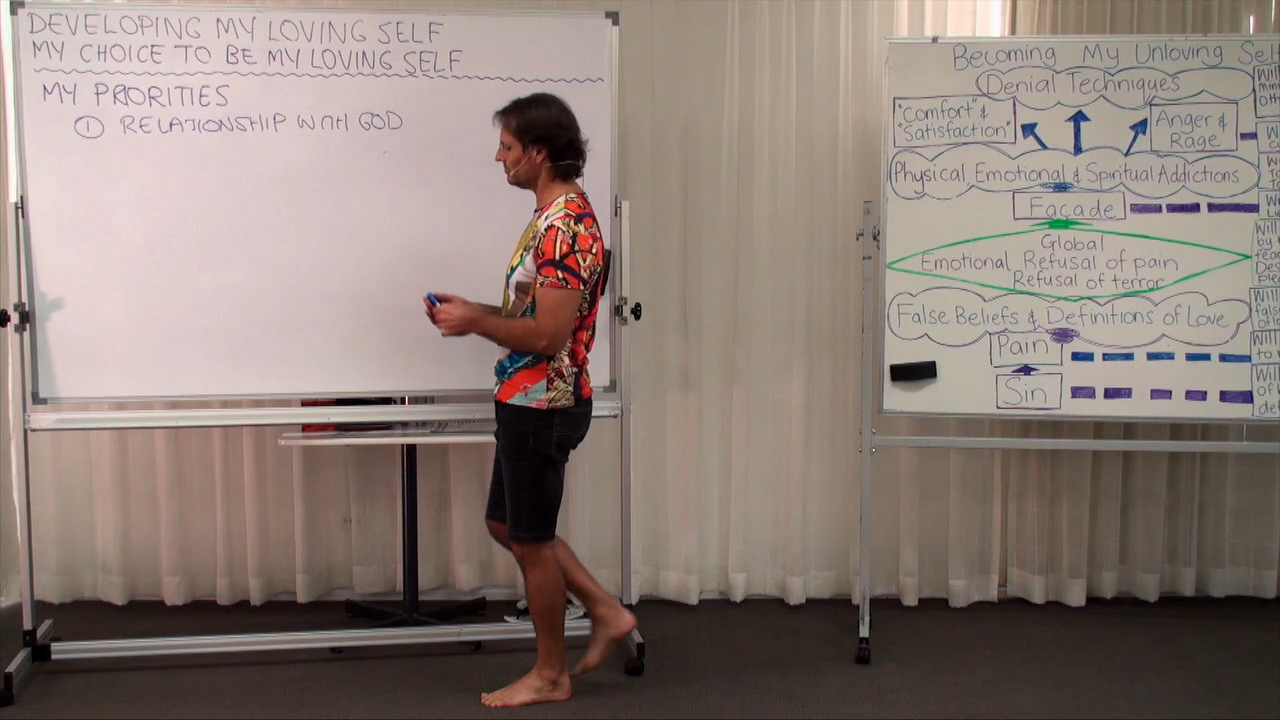 DEVELOPING MY LOVING SELF
MY CHOICE TO BE MY LOVING SELF
MY PRORITIES
① RELATIONSHIP WITH GOD
Becoming My Unloving Sel
Denial Techniques
"Comfort" &
"Satisfaction"
Anger &
Rage
Physical, Emotional & Spiritual Addictions
Façade
Global
Emotional Refusal of pain
Refusal of terror
False Beliefs & Definitions of Love
Pain
Sin